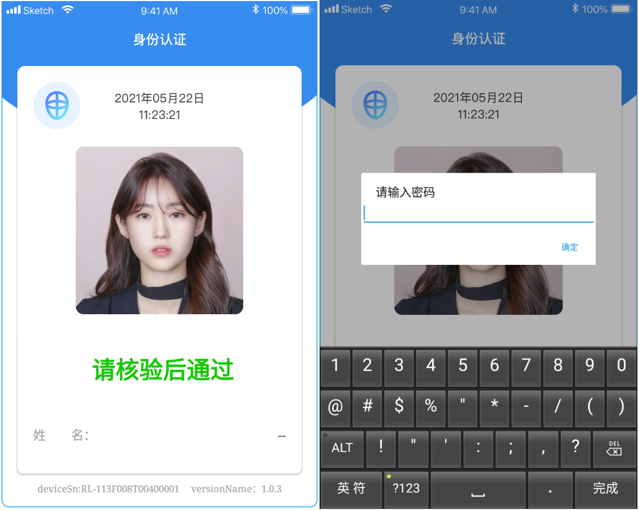 Sketch 9:41 AM 100%
身份认证
2021年05月22日
11:23:21
请核验后通过
姓 名： --
deviceSn:RL-113F008T00400001 versionName：1.0.3
Sketch 9:41 AM 100%
身份认证
2021年05月22日
11:23:21
请输入密码
确定
1 2 3 4 5 6 7 8 9 0
@ # $ % " * - / ( )
ALT ! " ' : ; , ? DEL
英 符 ?123 . 完成